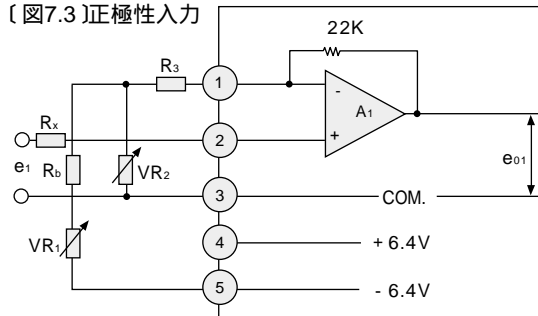 〔図7.3〕正極性入力
22K
R3
1
-
A1
Rx
2
+
e1
Rb
VR2
e01
3
COM.
VR1
4
+ 6.4V
5
- 6.4V